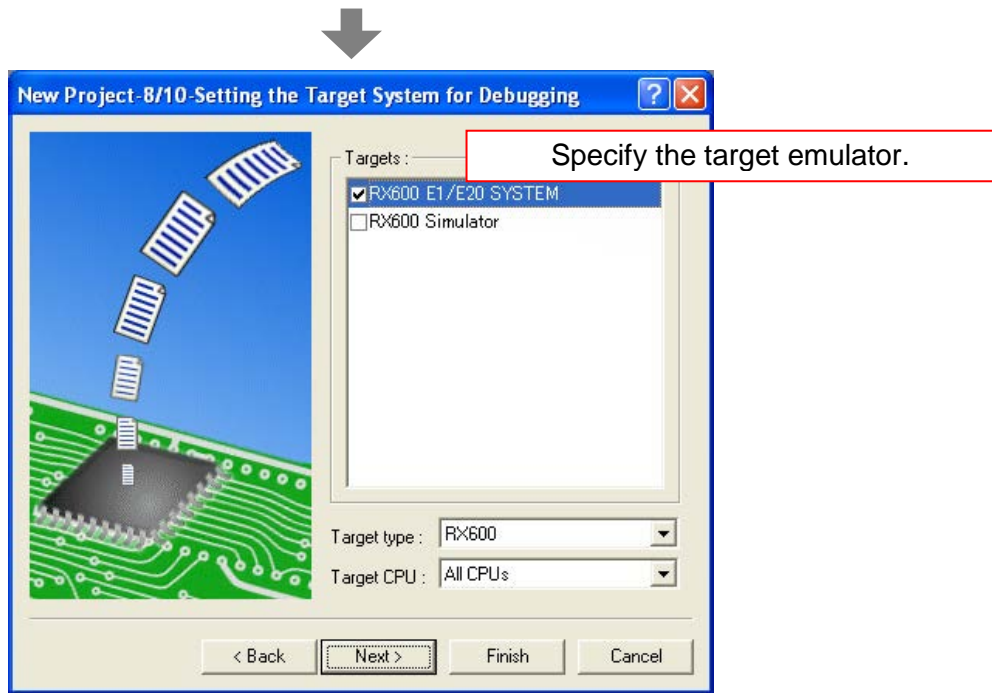 New Project-8/10-Setting the Target System for Debugging
Specify the target emulator.
Targets :
RX600 E1/E20 SYSTEM
RX600 Simulator
Target type : RX600
Target CPU : All CPUs
< Back Next > Finish Cancel